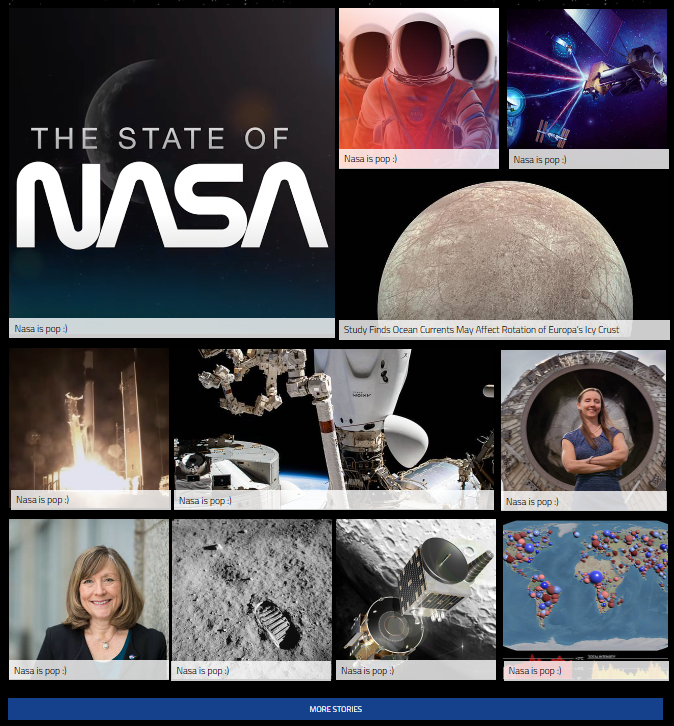 THE STATE OF
NASA
Nasa is pop :)
Nasa is pop :)
Nasa is pop :)
Study Finds Ocean Currents May Affect Rotation of Europa's Icy Crust
Nasa is pop :)
Nasa is pop :)
Nasa is pop :)
Nasa is pop :)
Nasa is pop :)
Nasa is pop :)
Nasa is pop :)
MORE STORIES